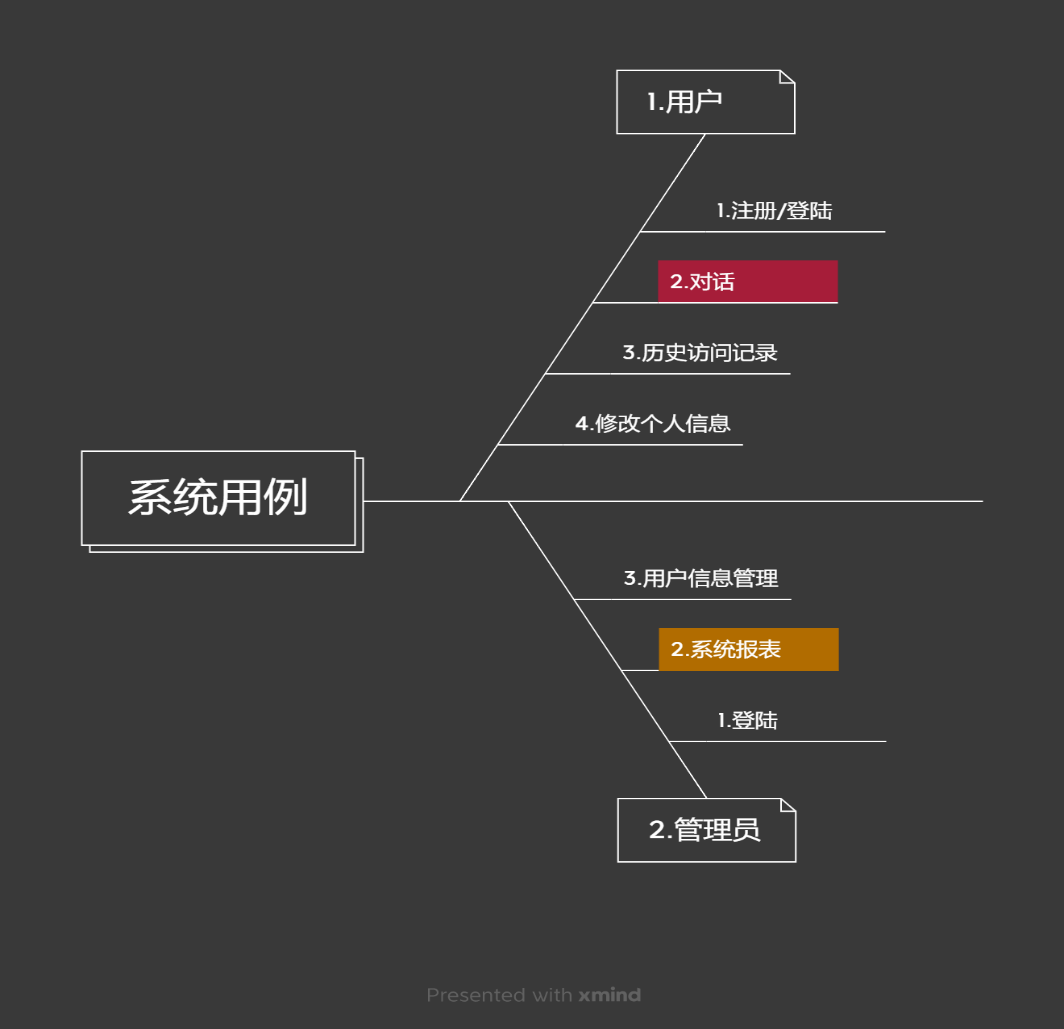 1.用户
1.注册/登陆
2.对话
3.历史访问记录
4.修改个人信息
系统用例
3.用户信息管理
2.系统报表
1.登陆
2.管理员
Presented with xmind